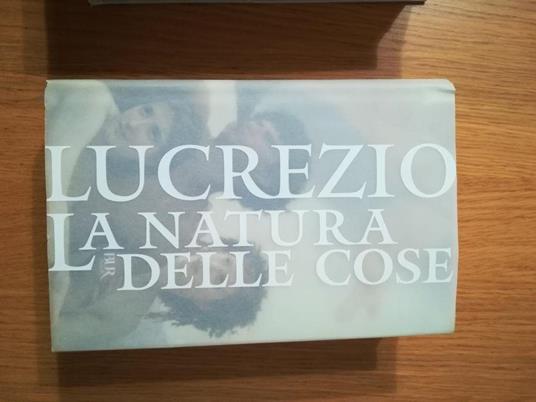 LUCREZIO
LA NATURA
DELLE COSE
BUR